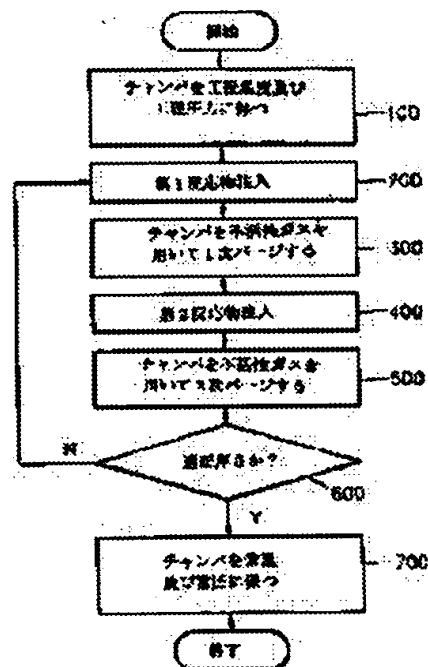 開始
チャンバを工程温度及び
工程圧力に保つ
100
第1反応物注入
200
チャンバを不活性ガスを
用いて1次パージする
300
第2反応物注入
400
チャンバを不活性ガスを
用いて2次パージする
500
適正厚さか?
N
600
Y
チャンバを常温
及び常圧に保つ
700
終了